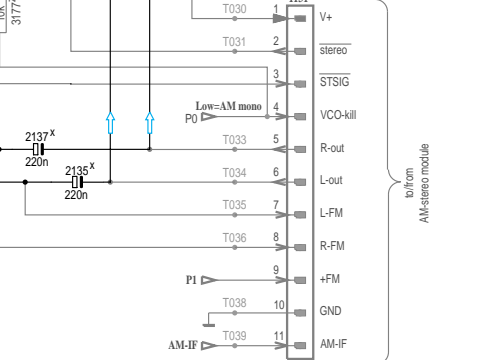 T030 1 V+
T031 2 stereo
3 STSIG
Low=AM mono
P0 4 VCO-kill
2137 x
220n
T033 5 R-out
2135 x
220n
T034 6 L-out
T035 7 L-FM
T036 8 R-FM
P1 9 +FM
T038 10 GND
AM-IF T039 11 AM-IF
to/from
AM-stereo module
3177